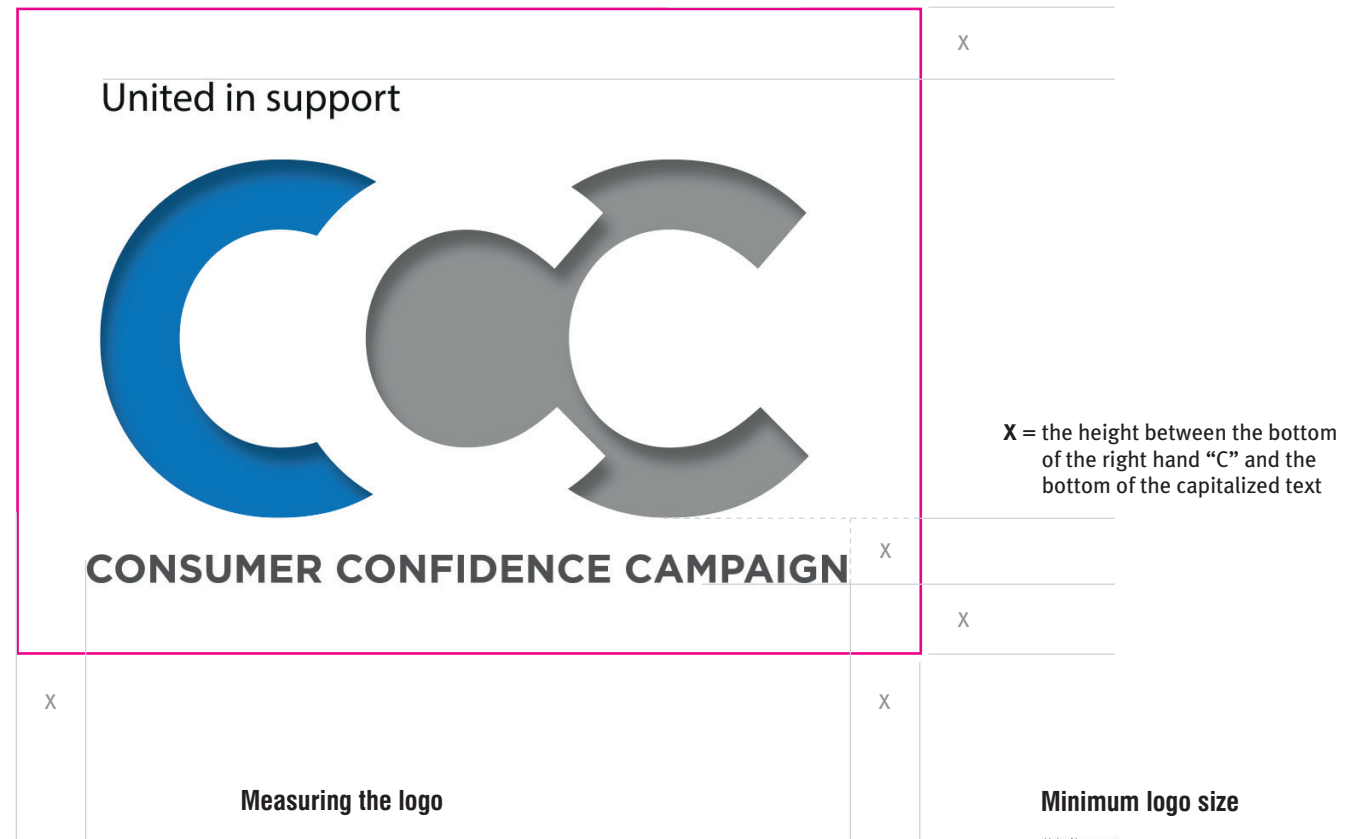 X
United in support
CCC
X = the height between the bottom
of the right hand “C” and the
bottom of the capitalized text
X
CONSUMER CONFIDENCE CAMPAIGN
X
X
X
Measuring the logo
Minimum logo size